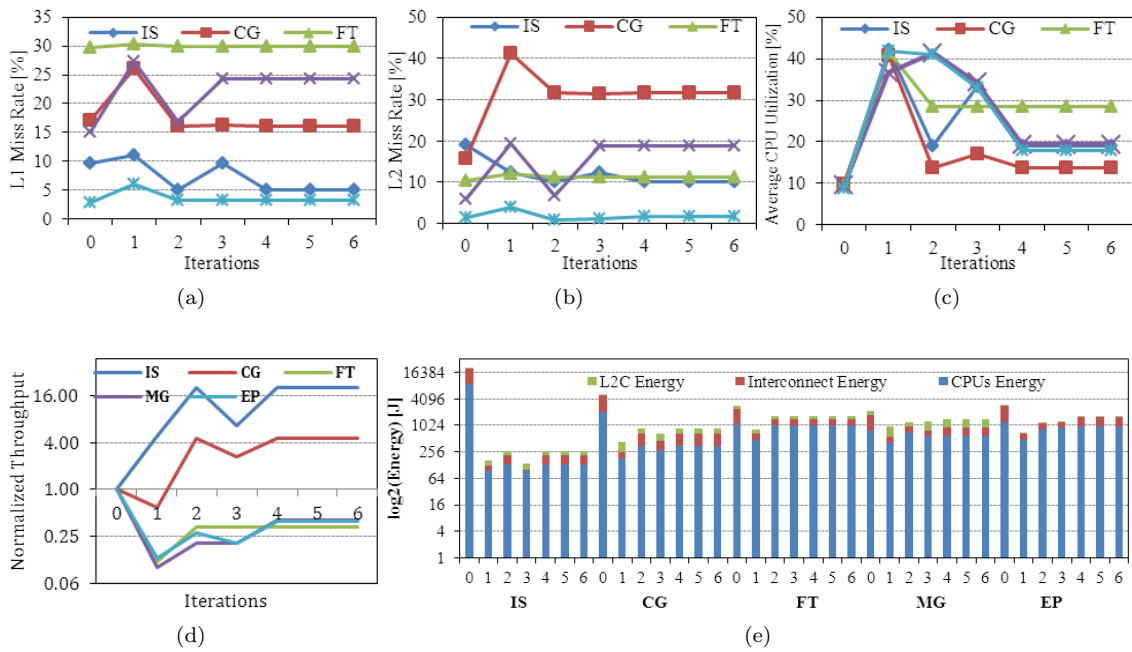 IS CG FT
L1 Miss Rate [%]
35
30
25
20
15
10
5
0
0 1 2 3 4 5 6
Iterations
(a)
IS CG FT
L2 Miss Rate [%]
50
40
30
20
10
0
0 1 2 3 4 5 6
Iterations
(b)
IS CG FT
Average CPU Utilization [%]
50
40
30
20
10
0
0 1 2 3 4 5 6
Iterations
(c)
IS CG FT
MG EP
Normalized Throughput
16.00
4.00
1.00
0.25
0.06
0 1 2 3 4 5 6
Iterations
(d)
L2C Energy Interconnect Energy CPUs Energy
log2(Energy) [J]
16384
4096
1024
256
64
16
4
1
0 1 2 3 4 5 6 0 1 2 3 4 5 6 0 1 2 3 4 5 6 0 1 2 3 4 5 6 0 1 2 3 4 5 6
IS CG FT MG EP
(e)